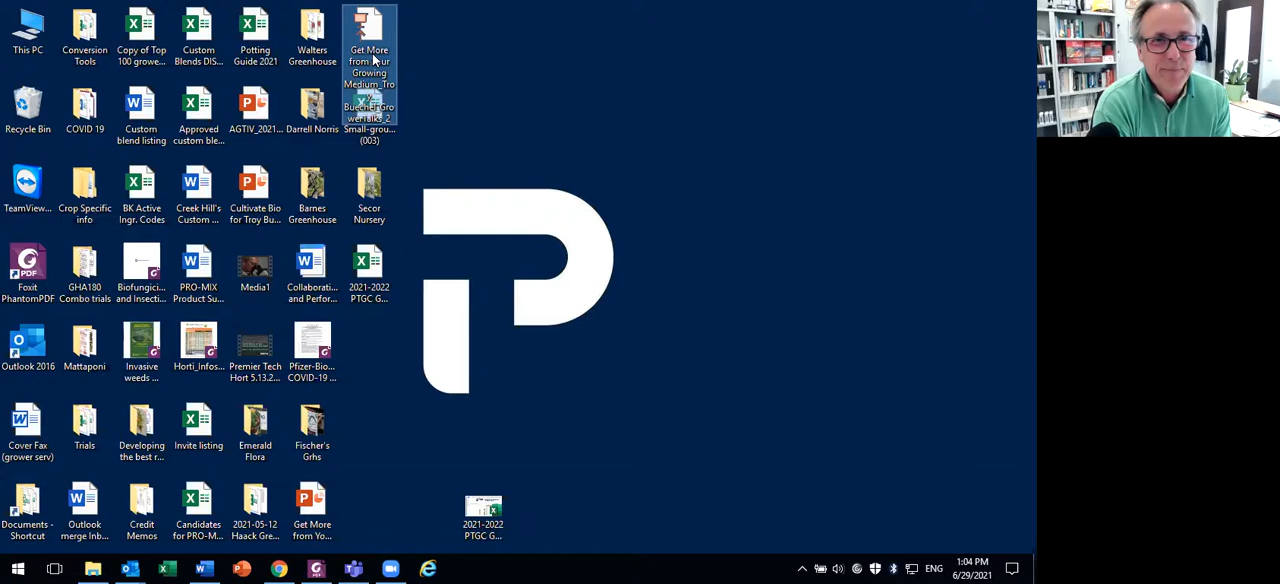 This PC
Conversion
Tools
Copy of Top
100 growe...
Custom
Blends DIS...
Potting
Guide 2021
Walters
Greenhouse
Get More
from Your
Growing
Medium_Tro
Buechel_Gro
werTalks_2
Recycle Bin
COVID 19
Custom
blend listing
Approved
custom ble...
AGTIV_2021...
Darrell Norris
Small-grou...
(003)
TeamView...
Crop Specific
info
BK Active
Ingr. Codes
Creek Hill's
Custom ...
Cultivate Bio
for Troy Bu...
Barnes
Greenhouse
Secor
Nursery
PDF
Foxit
PhantomPDF
GHA180
Combo trials
Biofungicid...
and Insecti...
PRO-MIX
Product Su...
Media1
Collaborati...
and Perfor...
2021-2022
PTGC G...
Outlook 2016
Mattaponi
Invasive
weeds ...
Horti_Infos...
Premier Tech
Hort 5.13.2...
Pfizer-Bio...
COVID-19 ...
Cover Fax
(grower serv)
Trials
Developing
the best r...
Invite listing
Emerald
Flora
Fischer's
Grhs
Documents -
Shortcut
Outlook
merge Inb...
Credit
Memos
Candidates
for PRO-M...
2021-05-12
Haack Gre...
Get More
from Yo...
2021-2022
PTGC G...
ENG
1:04 PM
6/29/2021